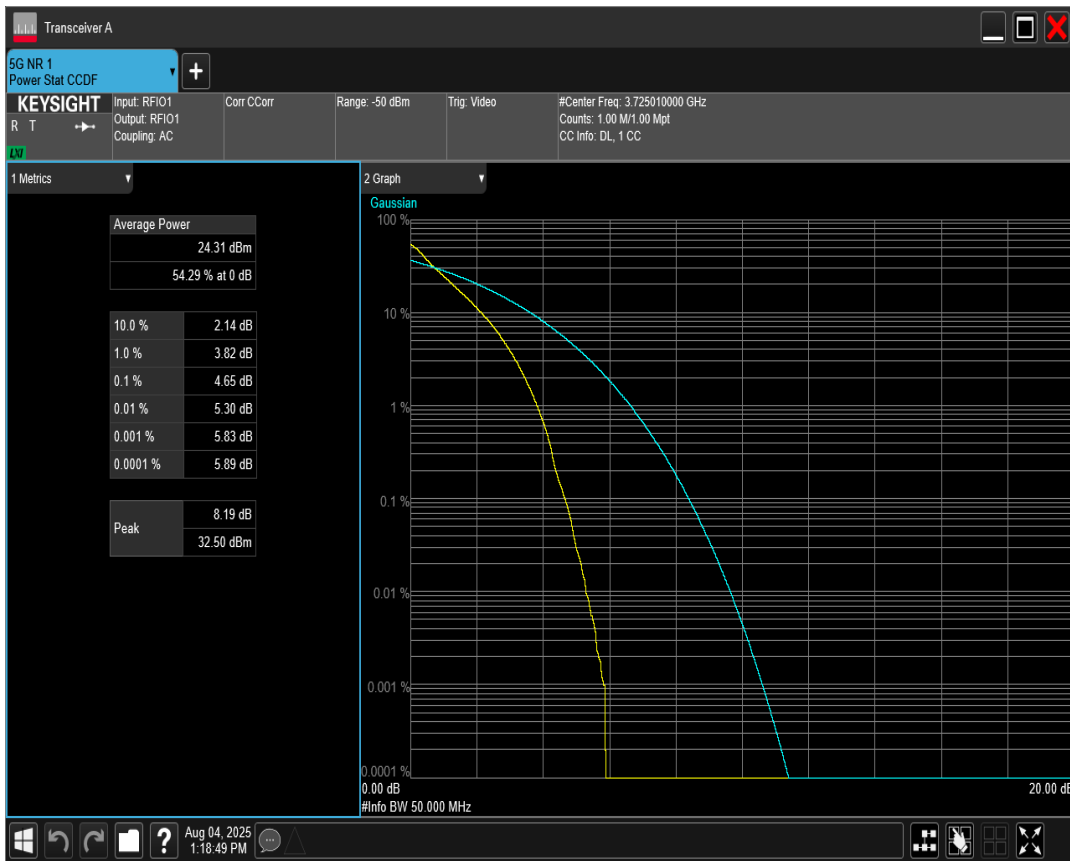 Transceiver A
5G NR 1
Power Stat CCDF
+
KEYSIGHT
R T
LXI
Input: RFIO1
Output: RFIO1
Coupling: AC
Corr CCorr
Range: -50 dBm
Trig: Video
#Center Freq: 3.725010000 GHz
Counts: 1.00 M/1.00 Mpt
CC Info: DL, 1 CC
1 Metrics
Average Power
24.31 dBm
54.29 % at 0 dB
10.0 % 2.14 dB
1.0 % 3.82 dB
0.1 % 4.65 dB
0.01 % 5.30 dB
0.001 % 5.83 dB
0.0001 % 5.89 dB
Peak
8.19 dB
32.50 dBm
2 Graph
Gaussian
100 %
10 %
1 %
0.1 %
0.01 %
0.001 %
0.0001 %
0.00 dB
20.00 dB
#Info BW 50.000 MHz
?
Aug 04, 2025
1:18:49 PM